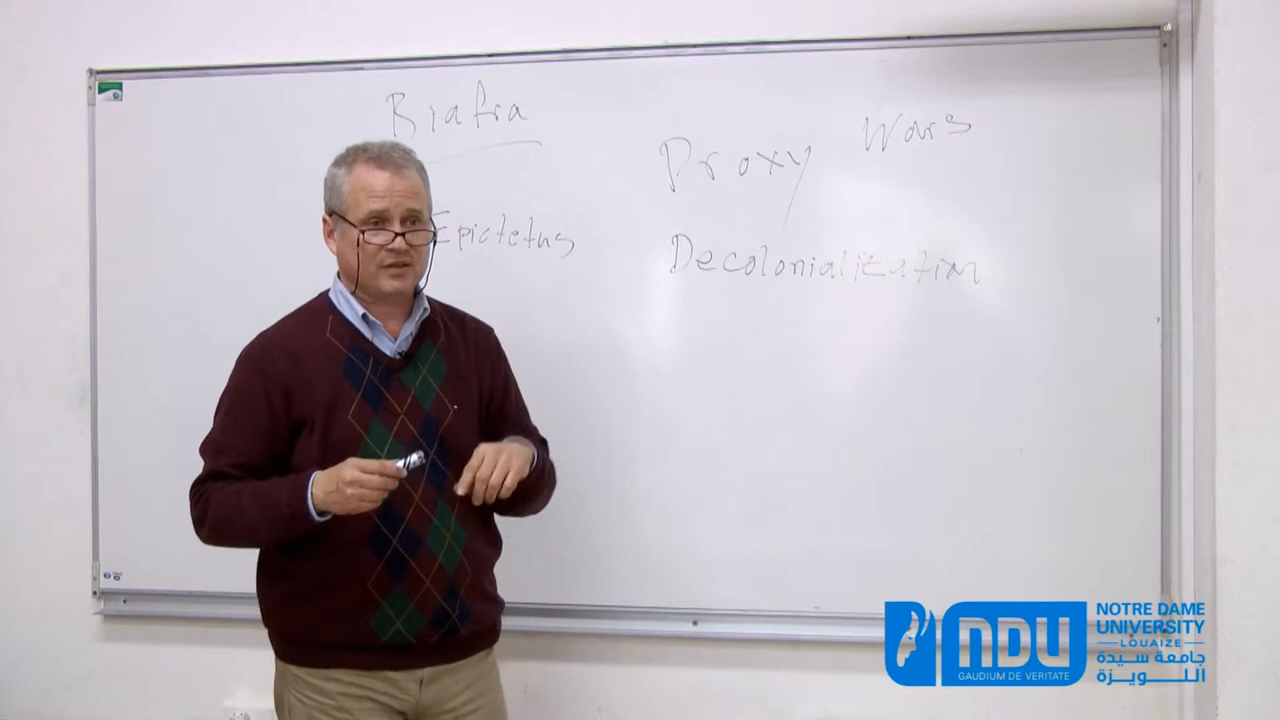 Biafra
Proxy Wars
Epictetus
Decolonialization
NDU
GAUDIUM DE VERITATE
NOTRE DAME
UNIVERSITY
LOUAIZE
جامعة سيدة
اللويزة